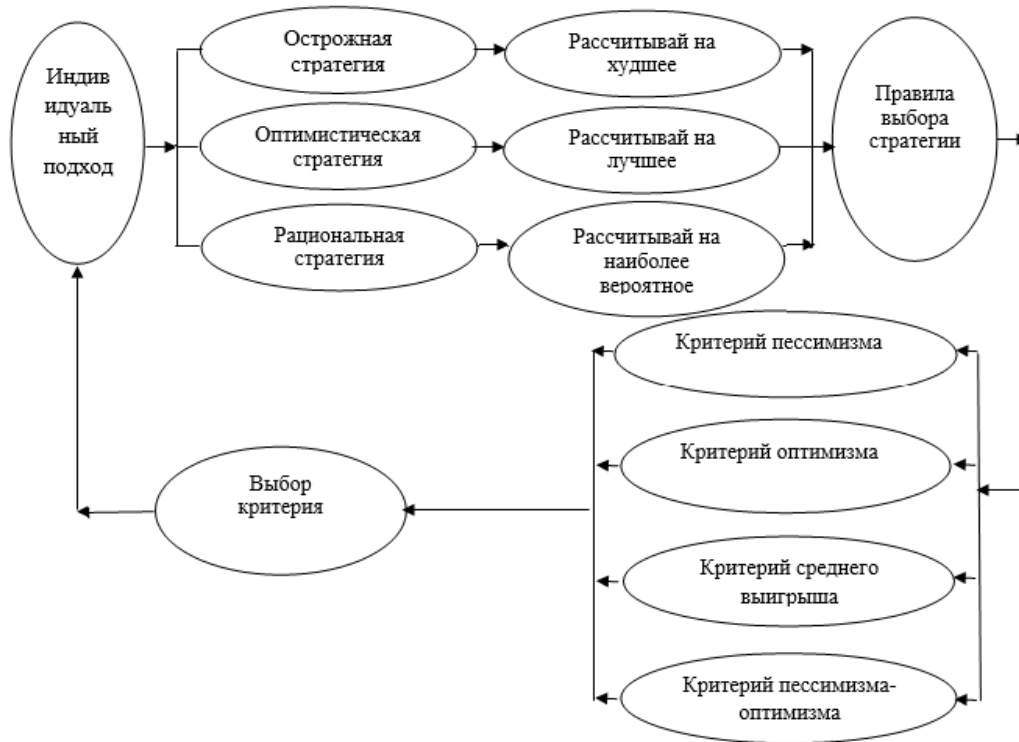 Индив
идуаль
ный
подход
Острожная
стратегия
Рассчитывай на
худшее
Оптимистическая
стратегия
Рассчитывай на
лучшее
Рациональная
стратегия
Рассчитывай на
наиболее
вероятное
Правила
выбора
стратегии
Критерий пессимизма
Критерий оптимизма
Критерий среднего
выигрыша
Критерий пессимизма-
оптимизма
Выбор
критерия